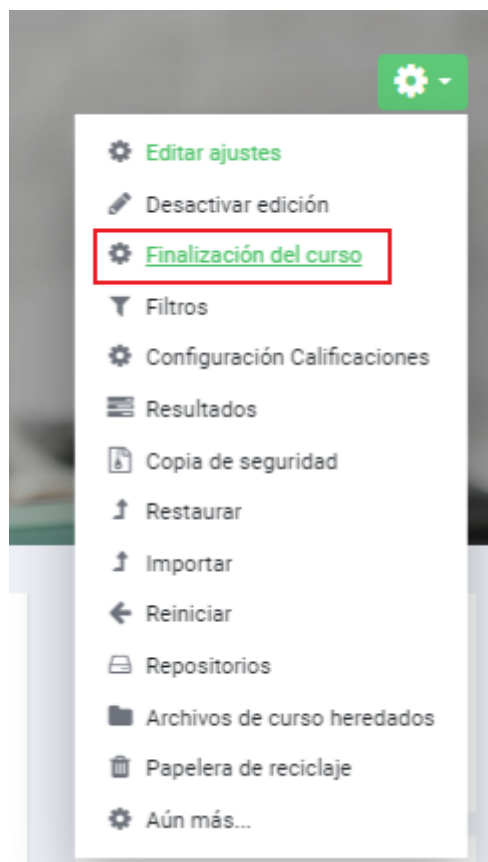 Editar ajustes
Desactivar edición
Finalización del curso
Filtros
Configuración Calificaciones
Resultados
Copia de seguridad
Restaurar
Importar
Reiniciar
Repositorios
Archivos de curso heredados
Papelera de reciclaje
Aún más...